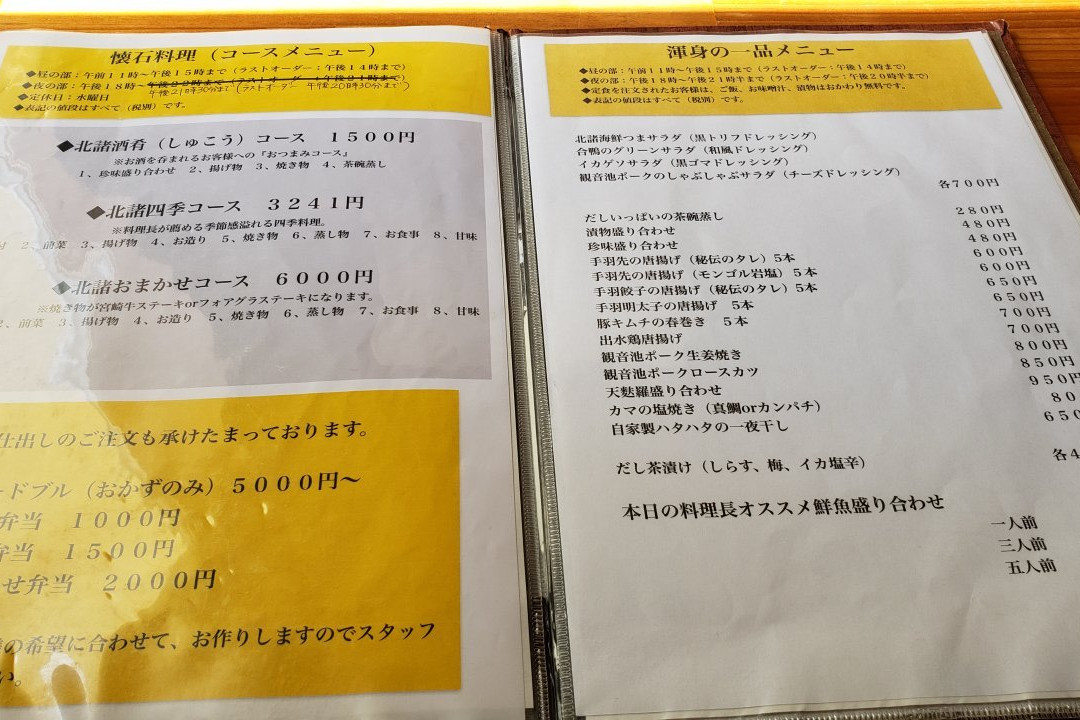 懐石料理（コースメニュー）
◆昼の部：午前１１時～午後１５時まで（ラストオーダー：午後１４時まで）
◆夜の部：午後１８時～午後２２時まで（ラストオーダー：午後２１時まで）
午後21時30分まで（ラストオーダー 午後20時30分まで）
◆定休日：水曜日
◆表記の値段はすべて（税別）です。
◆北諸酒肴（しゅこう）コース　１５００円
※お酒を呑まれるお客様への『おつまみコース』
１、珍味盛り合わせ　２、揚げ物　３、焼き物　４、茶碗蒸し
◆北諸四季コース　３２４１円
※料理長が薦める季節感溢れる四季料理。
付　２、前菜　３、揚げ物　４、お造り　５、焼き物　６、蒸し物　７、お食事　８、甘味
◆北諸おまかせコース　６０００円
※焼き物が宮崎牛ステーキorフォアグラステーキになります。
２、前菜　３、揚げ物　４、お造り　５、焼き物　６、蒸し物　７、お食事　８、甘味
仕出しのご注文も承けたまっております。
ードブル（おかずのみ）５０００円～
弁当　１０００円
弁当　１５００円
せ弁当　２０００円
の希望に合わせて、お作りしますのでスタッフ
い。
渾身の一品メニュー
◆昼の部：午前１１時～午後１５時まで（ラストオーダー：午後１４時まで）
◆夜の部：午後１８時～午後２１時半まで（ラストオーダー：午後２０時半まで）
◆定食を注文されたお客様は、ご飯、お味噌汁、漬物はおかわり無料です。
◆表記の値段はすべて（税別）です。
北諸海鮮つまサラダ（黒トリフドレッシング）
合鴨のグリーンサラダ（和風ドレッシング）
イカゲソサラダ（黒ゴマドレッシング）
観音池ポークのしゃぶしゃぶサラダ（チーズドレッシング）
各７００円
だしいっぱいの茶碗蒸し　２８０円
漬物盛り合わせ　４８０円
珍味盛り合わせ　４８０円
手羽先の唐揚げ（秘伝のタレ）５本　６００円
手羽先の唐揚げ（モンゴル岩塩）５本　６００円
手羽餃子の唐揚げ（秘伝のタレ）５本　６５０円
手羽明太子の唐揚げ　５本　６５０円
豚キムチの春巻き　５本　７００円
出水鶏唐揚げ　７００円
観音池ポーク生姜焼き　８００円
観音池ポークロースカツ　８５０円
天麩羅盛り合わせ　９５０円
カマの塩焼き（真鯛orカンパチ）　８０
自家製ハタハタの一夜干し　６５０
だし茶漬け（しらす、梅、イカ塩辛）　各４
本日の料理長オススメ鮮魚盛り合わせ
一人前
三人前
五人前